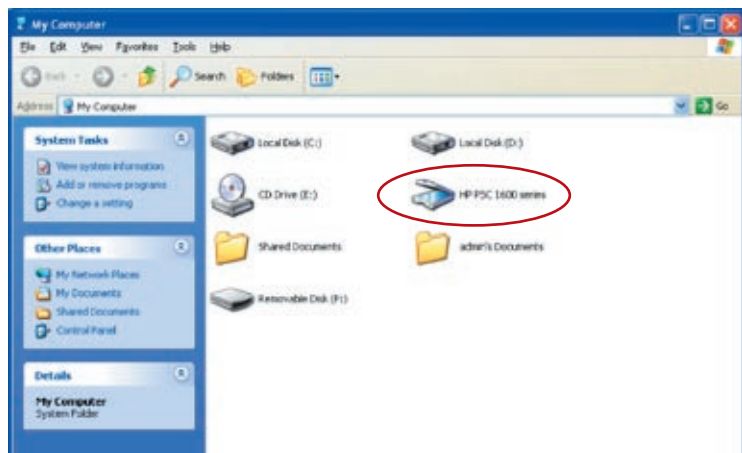 My Computer
File Edit View Favorites Tools Help
Back Search Folders
Address My Computer Go
System Tasks
View system information
Add or remove programs
Change a setting
Other Places
My Network Places
My Documents
Shared Documents
Control Panel
Details
My Computer
System Folder
Local Disk (C:) Local Disk (D:)
CD Drive (E:) HP PSC 1600 series
Shared Documents admin's Documents
Removable Disk (F:)